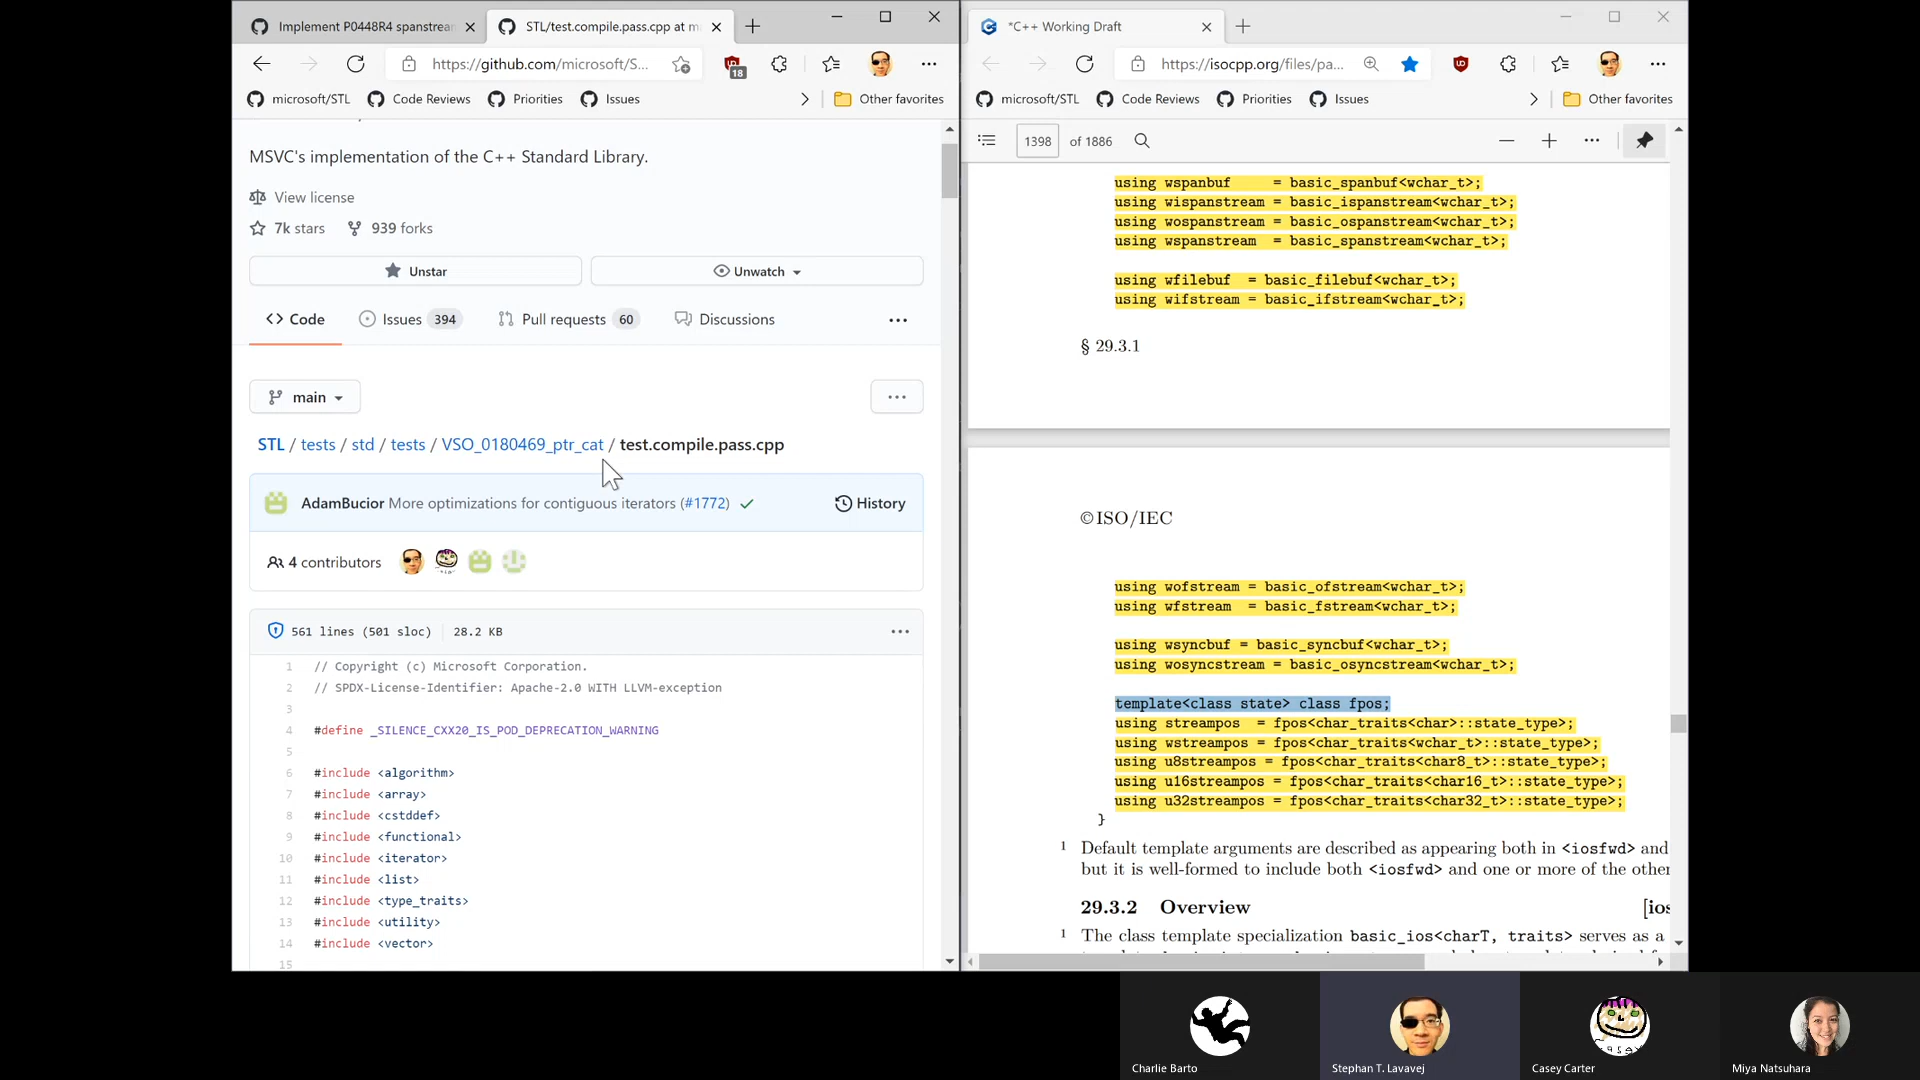 Implement P0448R4 spanstream
STL/test.compile.pass.cpp at m
https://github.com/microsoft/S...
18
microsoft/STL
Code Reviews
Priorities
Issues
Other favorites
MSVC's implementation of the C++ Standard Library.
View license
7k stars
939 forks
Unstar
Unwatch
Code
Issues 394
Pull requests 60
Discussions
main
STL / tests / std / tests / VSO_0180469_ptr_cat / test.compile.pass.cpp
AdamBucior More optimizations for contiguous iterators (#1772)
History
4 contributors
561 lines (501 sloc)
28.2 KB
1 // Copyright (c) Microsoft Corporation.
2 // SPDX-License-Identifier: Apache-2.0 WITH LLVM-exception
3
4 #define _SILENCE_CXX20_IS_POD_DEPRECATION_WARNING
5
6 #include <algorithm>
7 #include <array>
8 #include <cstddef>
9 #include <functional>
10 #include <iterator>
11 #include <list>
12 #include <type_traits>
13 #include <utility>
14 #include <vector>
15
*C++ Working Draft
https://isocpp.org/files/pa...
microsoft/STL
Code Reviews
Priorities
Issues
Other favorites
1398 of 1886
using wspanbuf = basic_spanbuf<wchar_t>;
using wispanstream = basic_ispanstream<wchar_t>;
using wospanstream = basic_ospanstream<wchar_t>;
using wspanstream = basic_spanstream<wchar_t>;
using wfilebuf = basic_filebuf<wchar_t>;
using wifstream = basic_ifstream<wchar_t>;
§ 29.3.1
©ISO/IEC
using wofstream = basic_ofstream<wchar_t>;
using wfstream = basic_fstream<wchar_t>;
using wsyncbuf = basic_syncbuf<wchar_t>;
using wosyncstream = basic_osyncstream<wchar_t>;
template<class state> class fpos;
using streampos = fpos<char_traits<char>::state_type>;
using wstreampos = fpos<char_traits<wchar_t>::state_type>;
using u8streampos = fpos<char_traits<char8_t>::state_type>;
using u16streampos = fpos<char_traits<char16_t>::state_type>;
using u32streampos = fpos<char_traits<char32_t>::state_type>;
}
1 Default template arguments are described as appearing both in <iosfwd> and
but it is well-formed to include both <iosfwd> and one or more of the other
29.3.2 Overview [ios
1 The class template specialization basic_ios<charT, traits> serves as a
Charlie Barto
Stephan T. Lavavej
Casey Carter
Miya Natsuhara